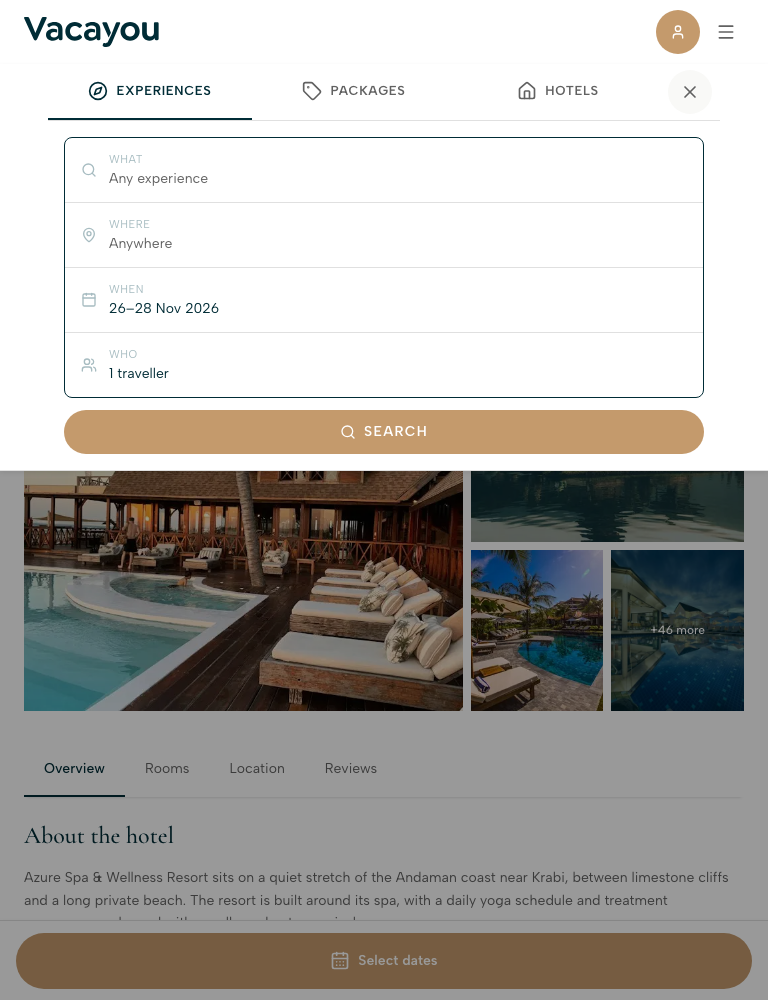 Vacayou
EXPERIENCES
PACKAGES
HOTELS
WHAT
Any experience
WHERE
Anywhere
WHEN
26–28 Nov 2026
WHO
1 traveller
SEARCH
+46 more
Overview
Rooms
Location
Reviews
About the hotel
Azure Spa & Wellness Resort sits on a quiet stretch of the Andaman coast near Krabi, between limestone cliffs
and a long private beach. The resort is built around its spa, with a daily yoga schedule and treatment
Select dates